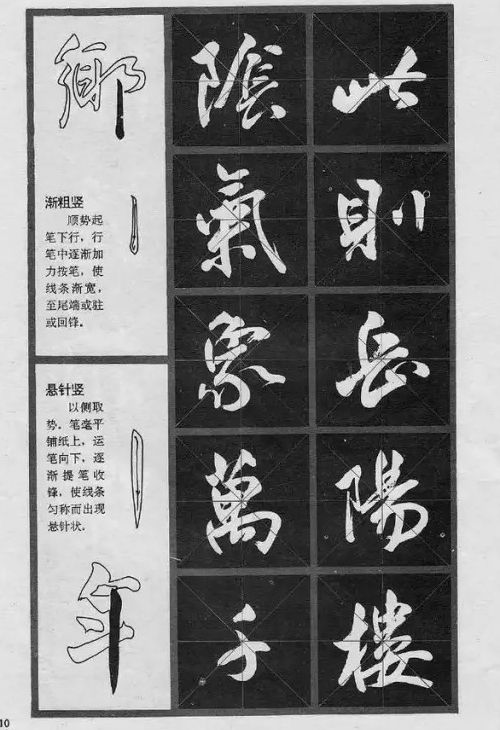 鄉
渐粗竖
顺势起
笔下行，行
笔中逐渐加
力按笔，使
线条渐宽，
至尾端或驻
或回锋。
悬针竖
以侧取
势。笔毫平
铺纸上，运
笔向下，逐
渐提笔收
锋，使线条
匀称而出现
悬针状。
年
陰氣象萬千
此則岳陽樓
10